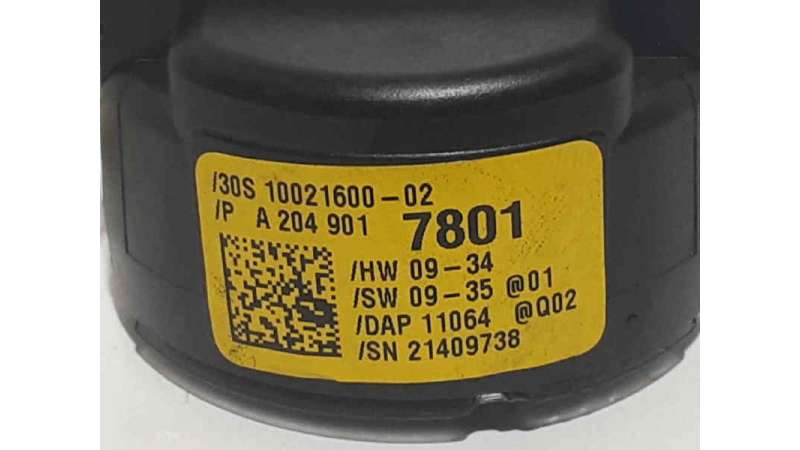 /30S 10021600-02
/P A 204 901 7801
/HW 09-34
/SW 09-35 @01
/DAP 11064 @Q02
/SN 21409738